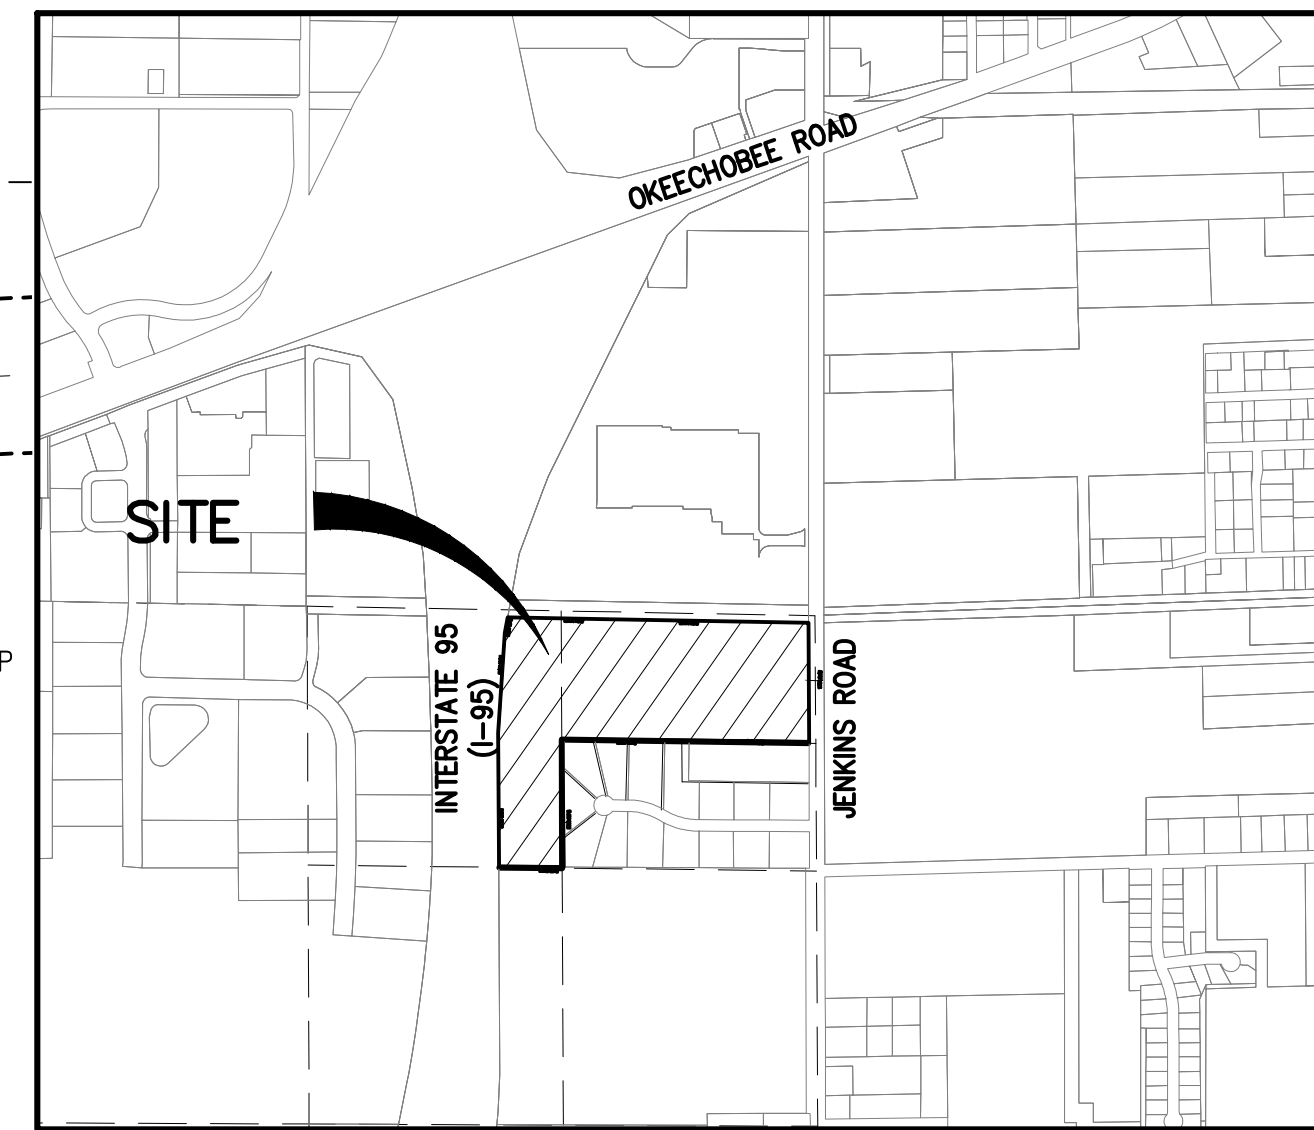 OKEECHOBEE ROAD
SITE
INTERSTATE 95
(I-95)
JENKINS ROAD
P